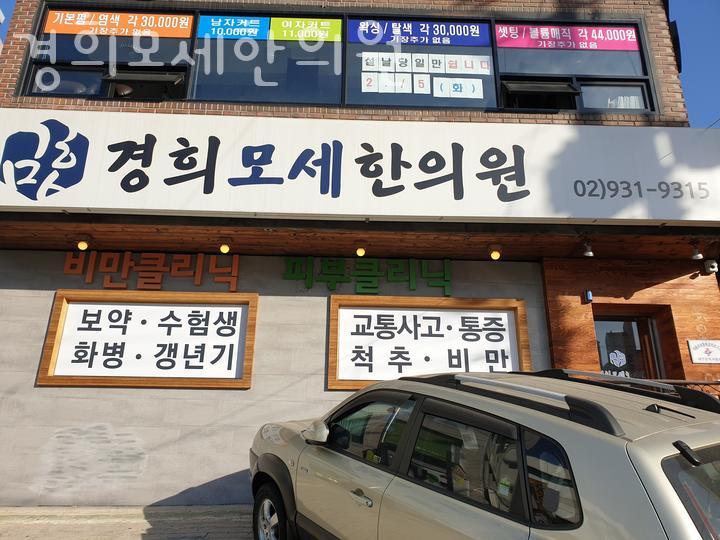 기본펌/염색 각 30,000원
기장추가 없음
남자커트
10,000원
여자커트
11,000원
왁싱/탈색 각 30,000원
기장추가 없음
셋팅/볼륨매직 각 44,000원
기장추가 없음
설날당일만쉽니다
(화)
경희모세한의원
경희모세한의원
02)931-9315
비만클리닉
피부클리닉
보약·수험생
화병·갱년기
교통사고·통증
척추·비만